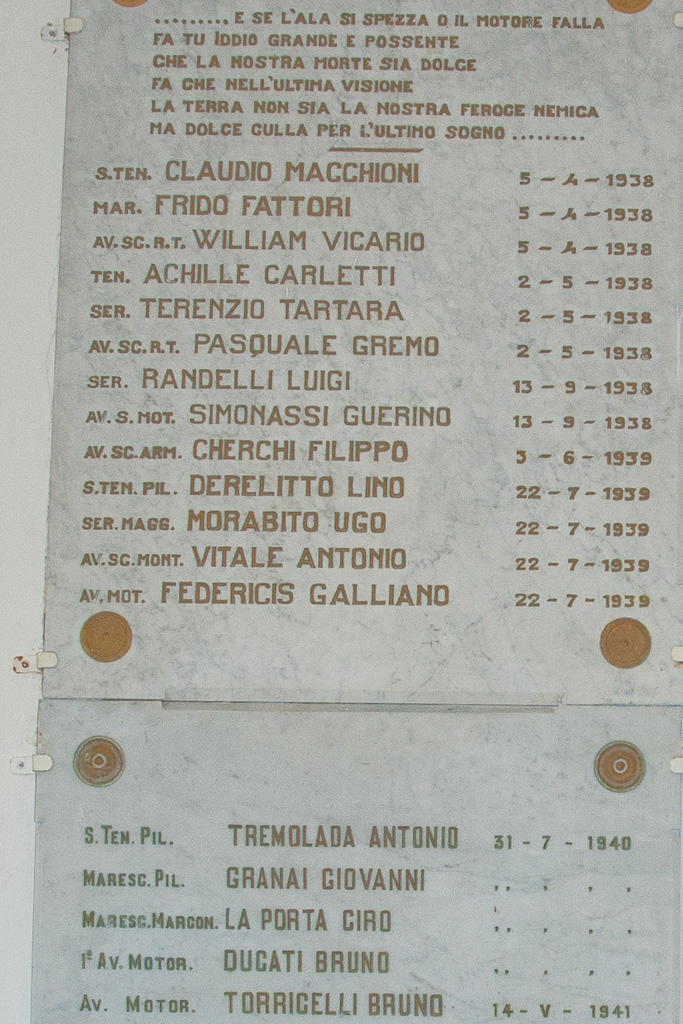 ......... E SE L'ALA SI SPEZZA O IL MOTORE FALLA
FA TU IDDIO GRANDE E POSSENTE
CHE LA NOSTRA MORTE SIA DOLCE
FA CHE NELL'ULTIMA VISIONE
LA TERRA NON SIA LA NOSTRA FEROCE NEMICA
MA DOLCE CULLA PER L'ULTIMO SOGNO .........
S.TEN. CLAUDIO MACCHIONI 5 - 4 - 1938
MAR. FRIDO FATTORI 5 - 4 - 1938
AV.SC.R.T. WILLIAM VICARIO 5 - 4 - 1938
TEN. ACHILLE CARLETTI 2 - 5 - 1938
SER. TERENZIO TARTARA 2 - 5 - 1938
AV.SC.R.T. PASQUALE GREMO 2 - 5 - 1938
SER. RANDELLI LUIGI 13 - 9 - 1938
AV.S.MOT. SIMONASSI GUERINO 13 - 9 - 1938
AV.SC.ARM. CHERCHI FILIPPO 3 - 6 - 1939
S.TEN.PIL. DERELITTO LINO 22 - 7 - 1939
SER.MAGG. MORABITO UGO 22 - 7 - 1939
AV.SC.MONT. VITALE ANTONIO 22 - 7 - 1939
AV.MOT. FEDERICIS GALLIANO 22 - 7 - 1939
S.TEN.PIL. TREMOLADA ANTONIO 31 - 7 - 1940
MARESC.PIL. GRANAI GIOVANNI ,, , , ,
MARESC.MARCON. LA PORTA CIRO ,, , , ,
1º AV.MOTOR. DUCATI BRUNO ,, , , ,
AV. MOTOR. TORRICELLI BRUNO 14 - V - 1941